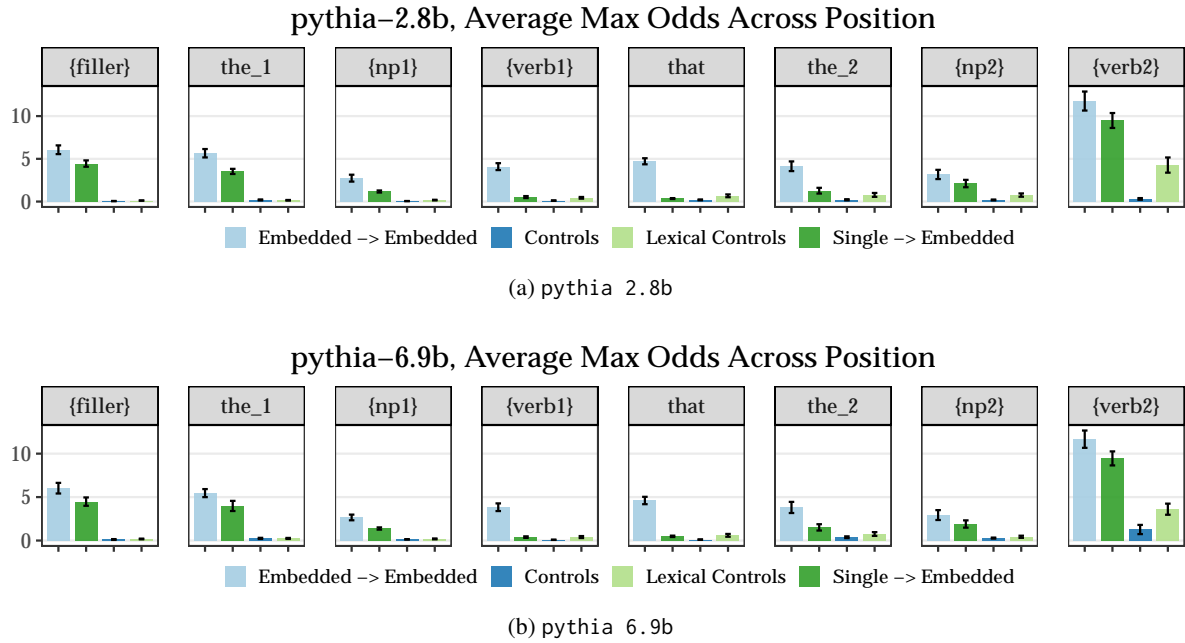 pythia−2.8b, Average Max Odds Across Position
{filler} the_1 {np1} {verb1} that the_2 {np2} {verb2}
10
5
0
Embedded −> Embedded Controls Lexical Controls Single −> Embedded
(a) pythia 2.8b
pythia−6.9b, Average Max Odds Across Position
{filler} the_1 {np1} {verb1} that the_2 {np2} {verb2}
10
5
0
Embedded −> Embedded Controls Lexical Controls Single −> Embedded
(b) pythia 6.9b